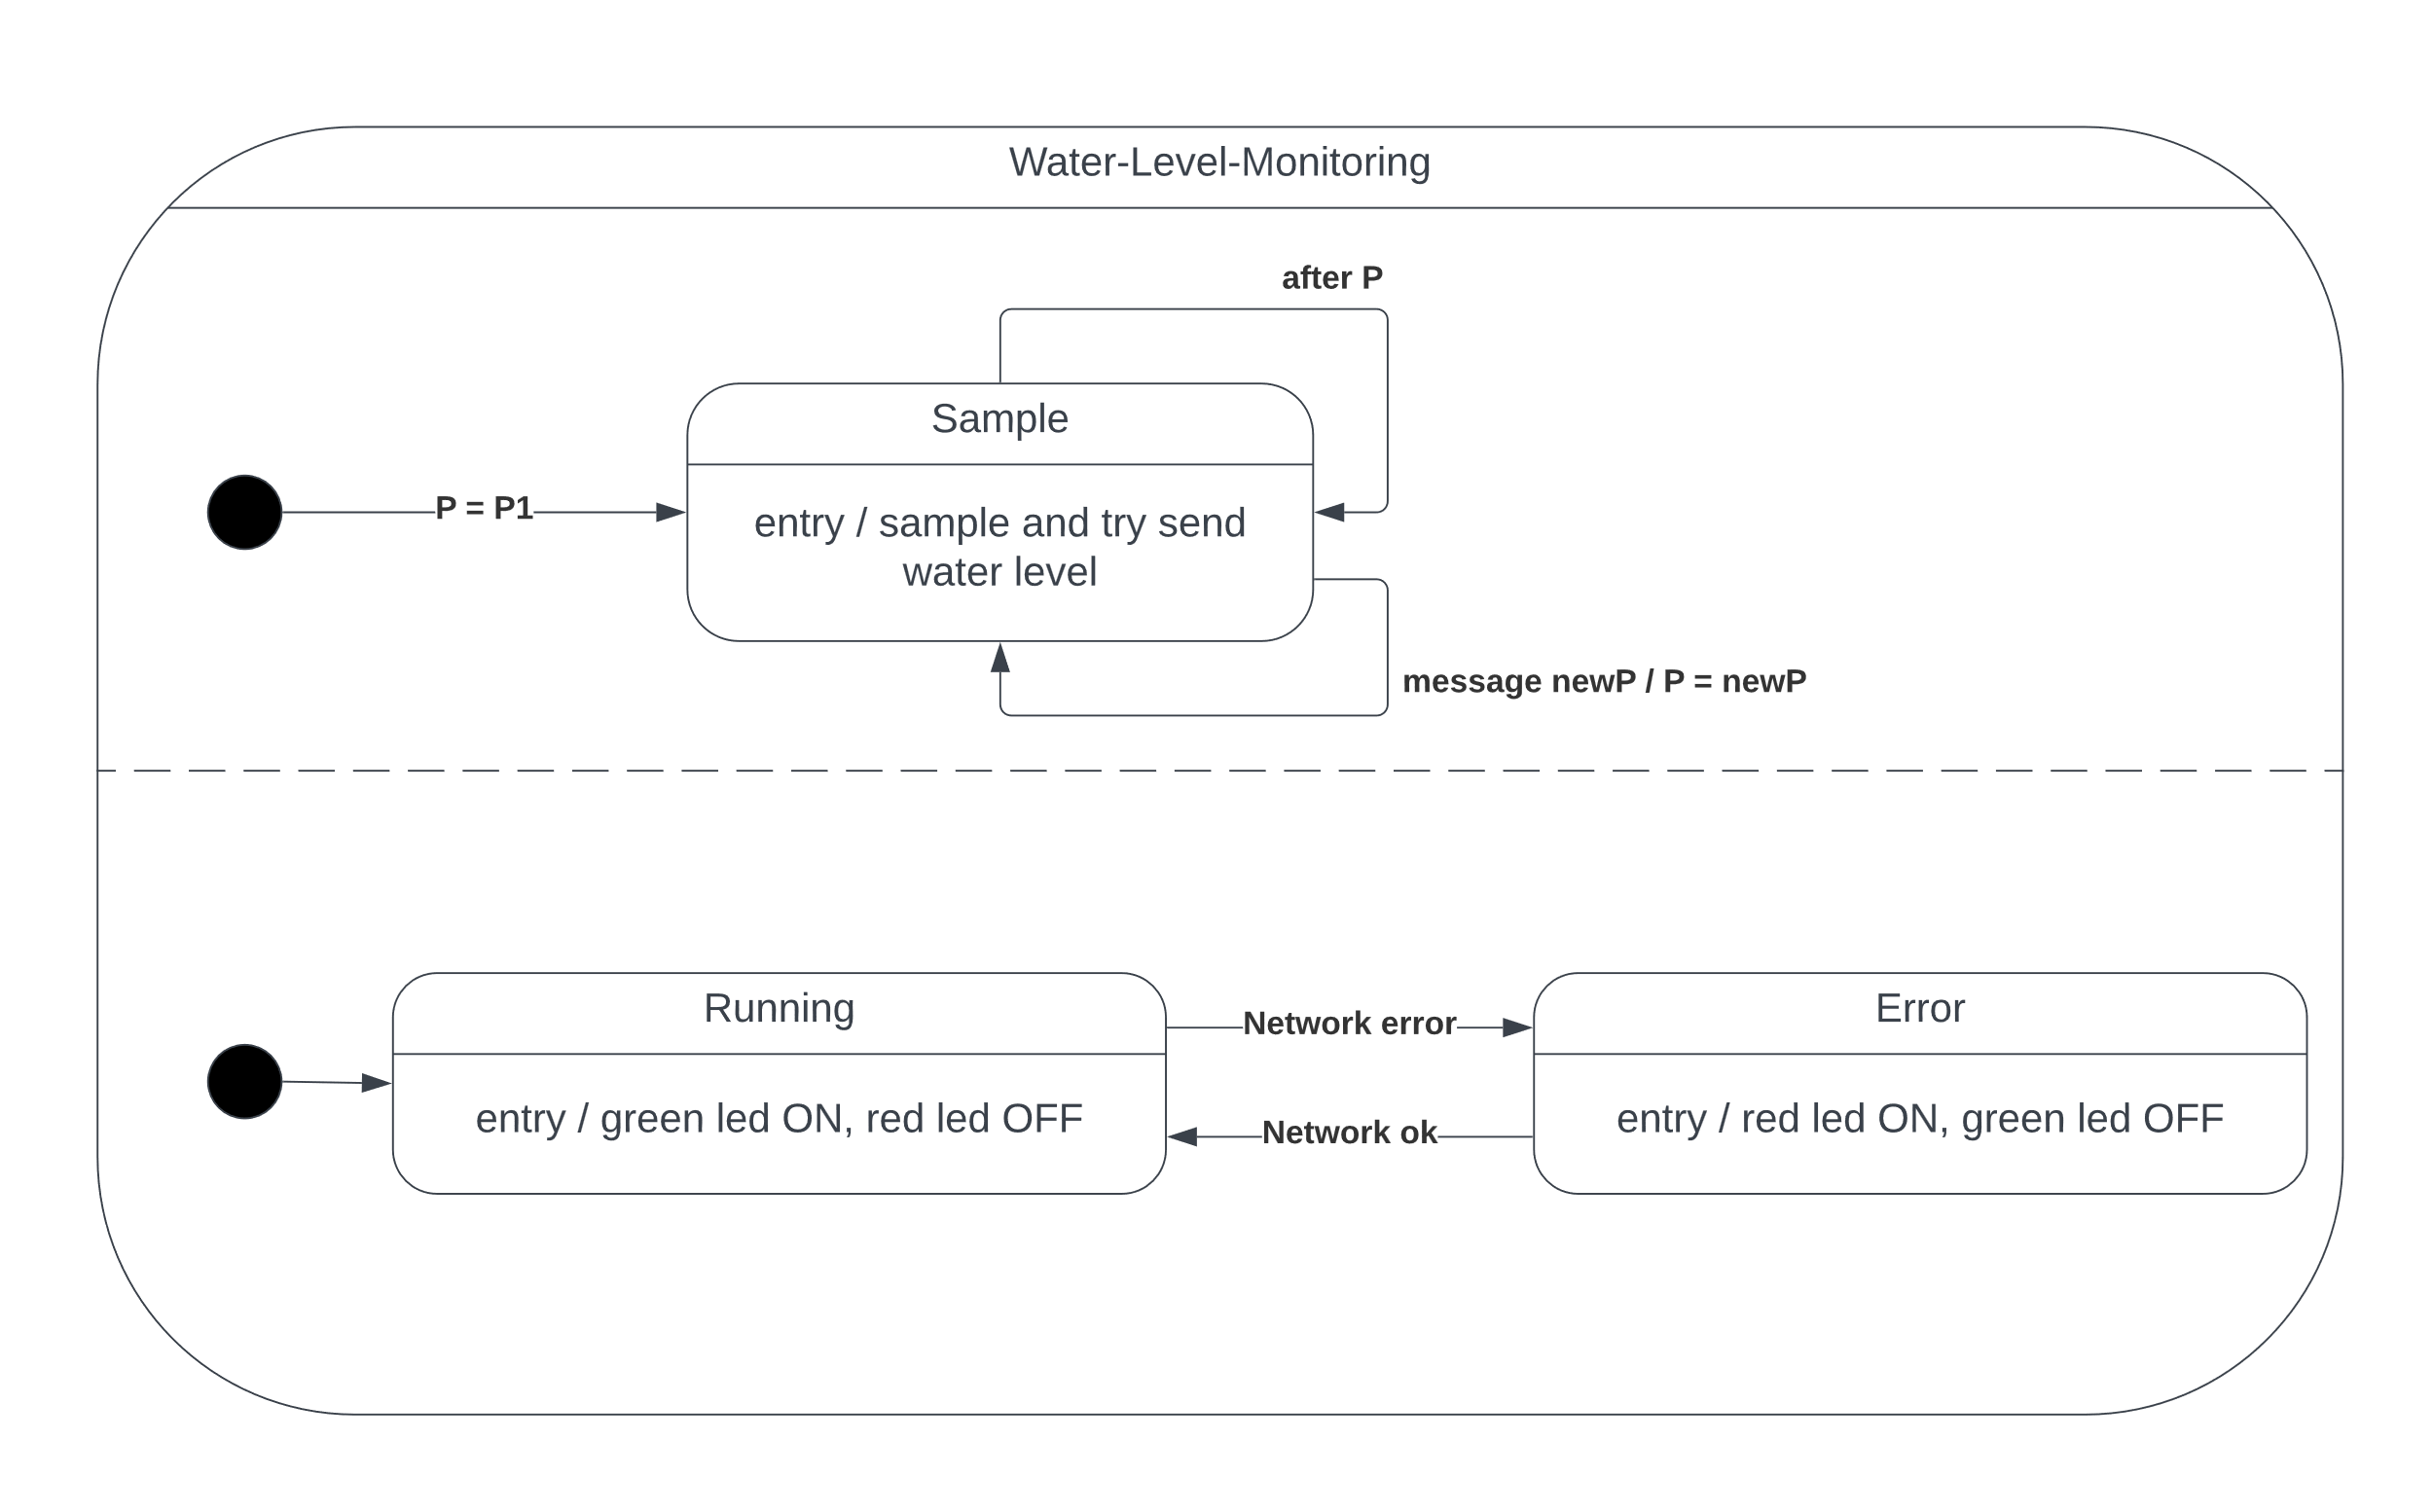 Water-Level-Monitoring
after P
Sample
P = P1
entry / sample and try send
water level
message newP / P = newP
Running
Network error
Error
entry / green led ON, red led OFF
Network ok
entry / red led ON, green led OFF